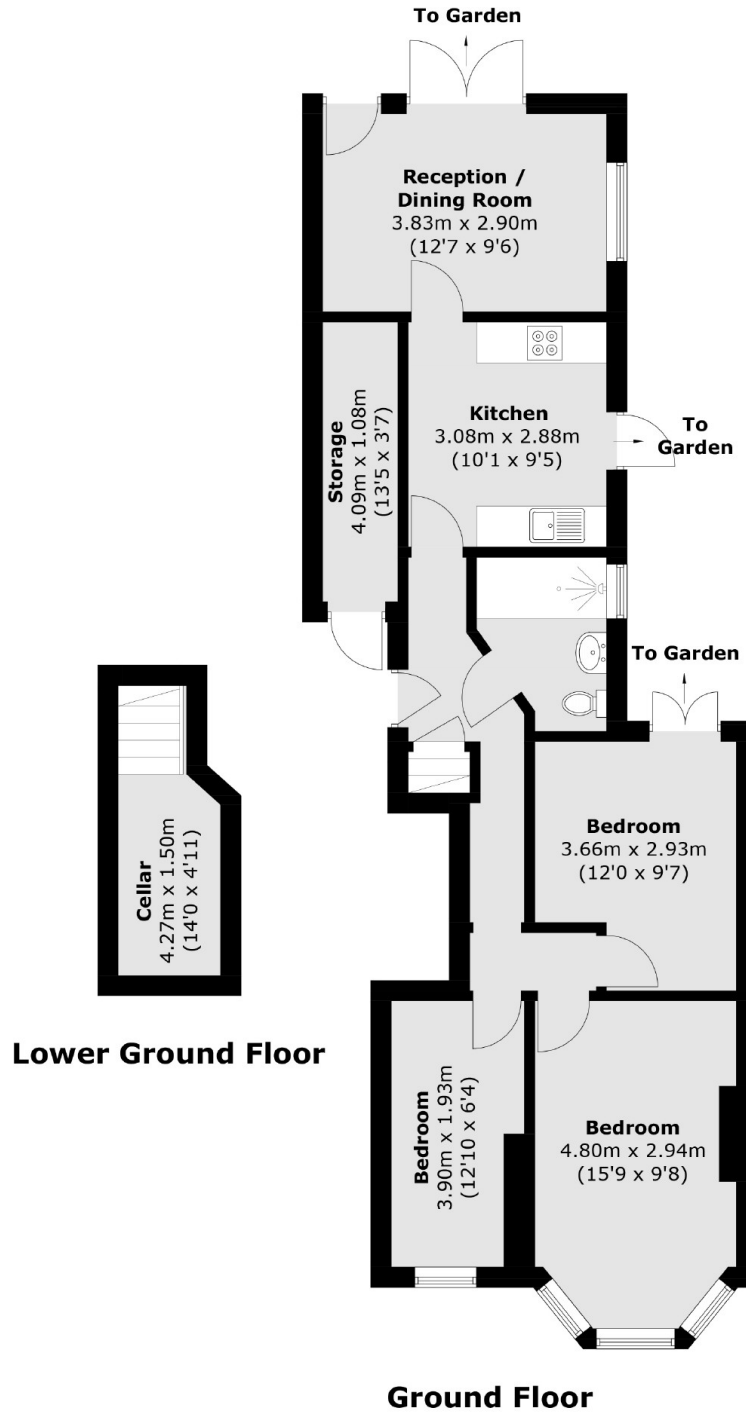 To Garden
Reception /
Dining Room
3.83m x 2.90m
(12'7 x 9'6)
Storage
4.09m x 1.08m
(13'5 x 3'7)
Kitchen
3.08m x 2.88m
(10'1 x 9'5)
To
Garden
To Garden
Cellar
4.27m x 1.50m
(14'0 x 4'11)
Bedroom
3.66m x 2.93m
(12'0 x 9'7)
Lower Ground Floor
Bedroom
3.90m x 1.93m
(12'10 x 6'4)
Bedroom
4.80m x 2.94m
(15'9 x 9'8)
Ground Floor